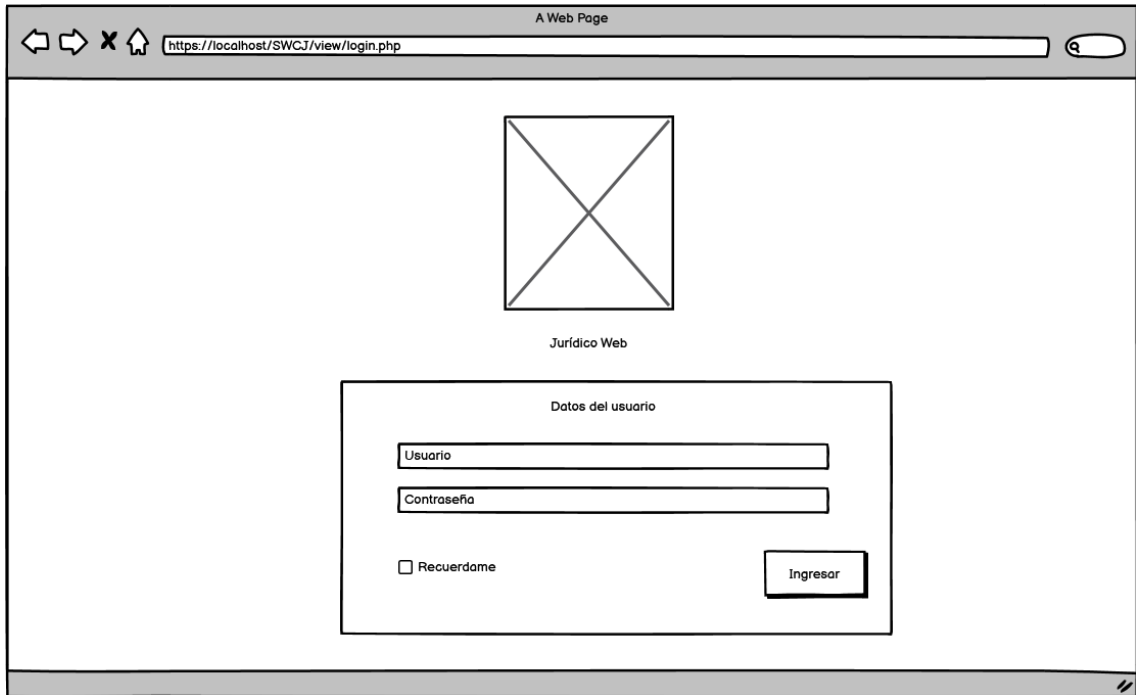 A Web Page
https://localhost/SWCJ/view/login.php
Jurídico Web
Datos del usuario
Usuario
Contraseña
Recuerdame
Ingresar